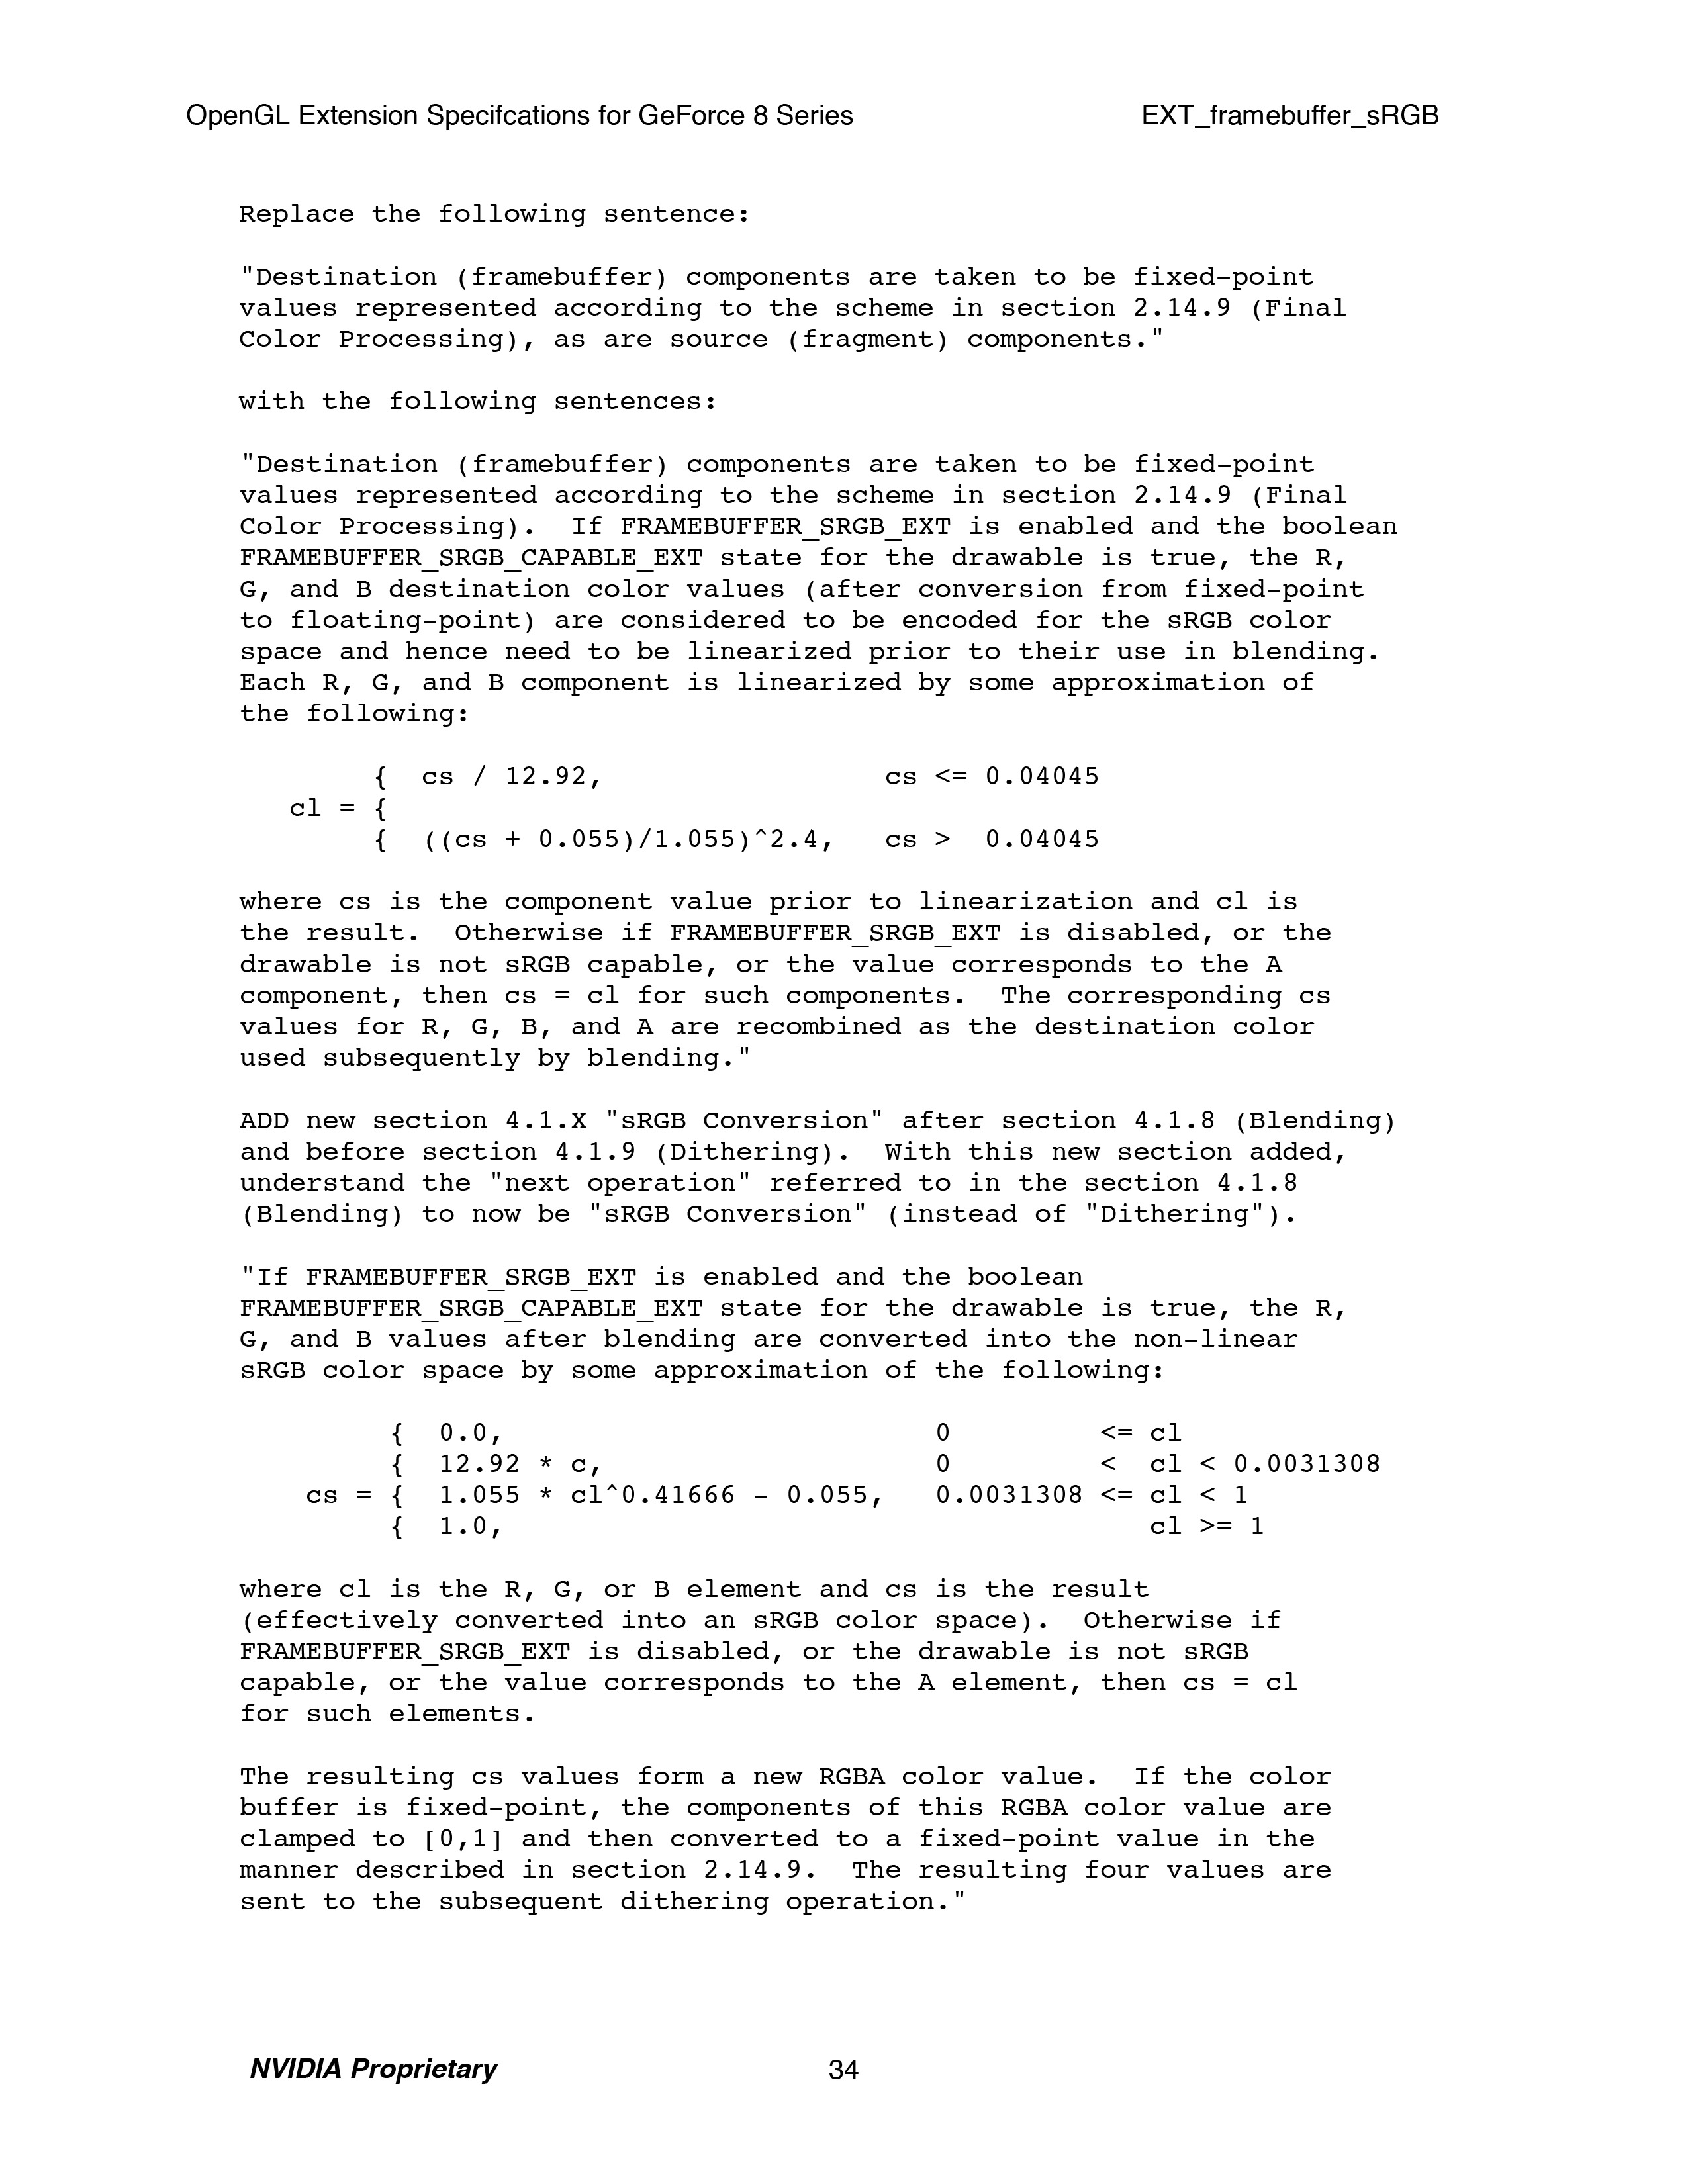 OpenGL Extension Specifcations for GeForce 8 Series EXT_framebuffer_sRGB
Replace the following sentence:
"Destination (framebuffer) components are taken to be fixed-point
values represented according to the scheme in section 2.14.9 (Final
Color Processing), as are source (fragment) components."
with the following sentences:
"Destination (framebuffer) components are taken to be fixed-point
values represented according to the scheme in section 2.14.9 (Final
Color Processing).  If FRAMEBUFFER_SRGB_EXT is enabled and the boolean
FRAMEBUFFER_SRGB_CAPABLE_EXT state for the drawable is true, the R,
G, and B destination color values (after conversion from fixed-point
to floating-point) are considered to be encoded for the sRGB color
space and hence need to be linearized prior to their use in blending.
Each R, G, and B component is linearized by some approximation of
the following:
{  cs / 12.92,                 cs <= 0.04045
cl = {
{  ((cs + 0.055)/1.055)^2.4,   cs >  0.04045
where cs is the component value prior to linearization and cl is
the result.  Otherwise if FRAMEBUFFER_SRGB_EXT is disabled, or the
drawable is not sRGB capable, or the value corresponds to the A
component, then cs = cl for such components.  The corresponding cs
values for R, G, B, and A are recombined as the destination color
used subsequently by blending."
ADD new section 4.1.X "sRGB Conversion" after section 4.1.8 (Blending)
and before section 4.1.9 (Dithering).  With this new section added,
understand the "next operation" referred to in the section 4.1.8
(Blending) to now be "sRGB Conversion" (instead of "Dithering").
"If FRAMEBUFFER_SRGB_EXT is enabled and the boolean
FRAMEBUFFER_SRGB_CAPABLE_EXT state for the drawable is true, the R,
G, and B values after blending are converted into the non-linear
sRGB color space by some approximation of the following:
{  0.0,                          0         <= cl
{  12.92 * c,                    0         <  cl < 0.0031308
cs = {  1.055 * cl^0.41666 - 0.055,   0.0031308 <= cl < 1
{  1.0,                                       cl >= 1
where cl is the R, G, or B element and cs is the result
(effectively converted into an sRGB color space).  Otherwise if
FRAMEBUFFER_SRGB_EXT is disabled, or the drawable is not sRGB
capable, or the value corresponds to the A element, then cs = cl
for such elements.
The resulting cs values form a new RGBA color value.  If the color
buffer is fixed-point, the components of this RGBA color value are
clamped to [0,1] and then converted to a fixed-point value in the
manner described in section 2.14.9.  The resulting four values are
sent to the subsequent dithering operation."
NVIDIA Proprietary 34